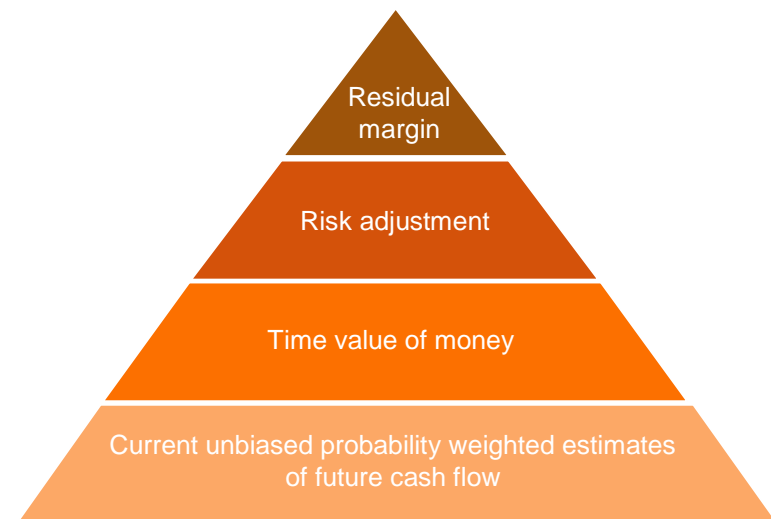 Residual
margin
Risk adjustment
Time value of money
Current unbiased probability weighted estimates
of future cash flow